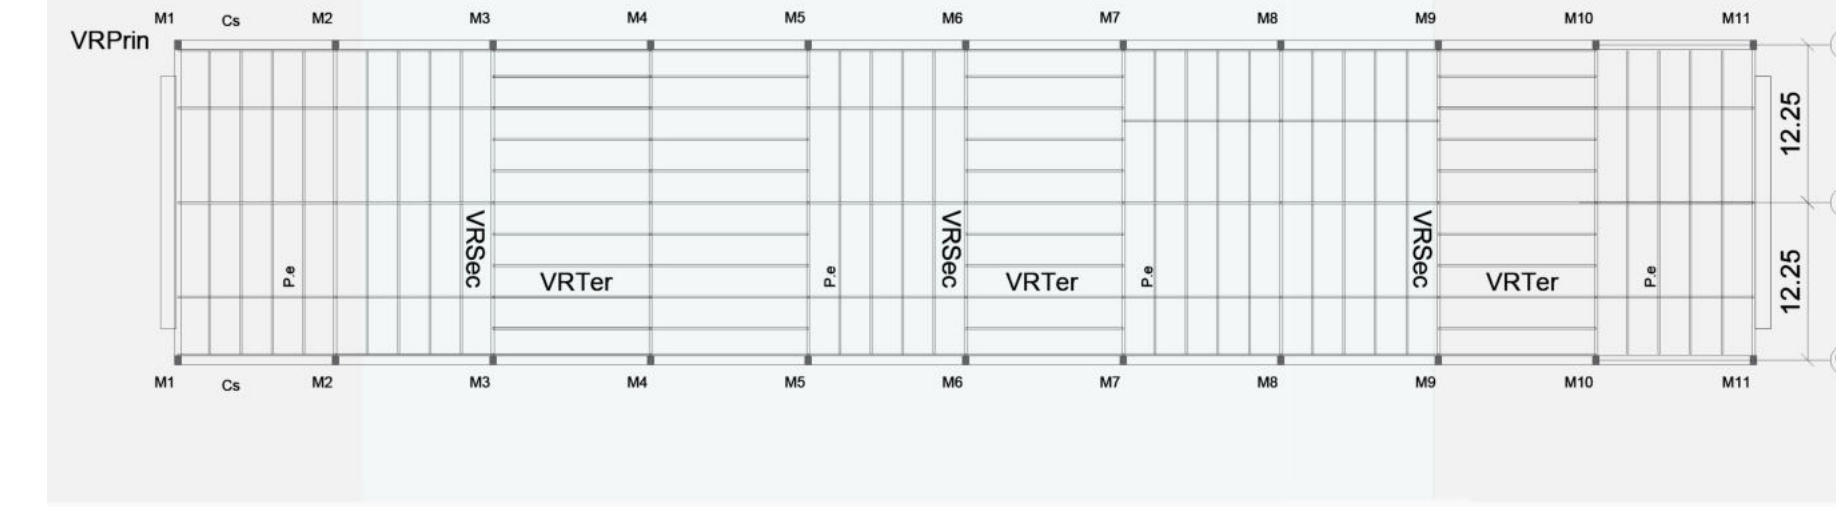 M1 Cs M2 M3 M4 M5 M6 M7 M8 M9 M10 M11
VRPrin
12.25
VRSec VRSec VRSec
P.e P.e P.e P.e
VRTer VRTer VRTer
12.25
M1 Cs M2 M3 M4 M5 M6 M7 M8 M9 M10 M11